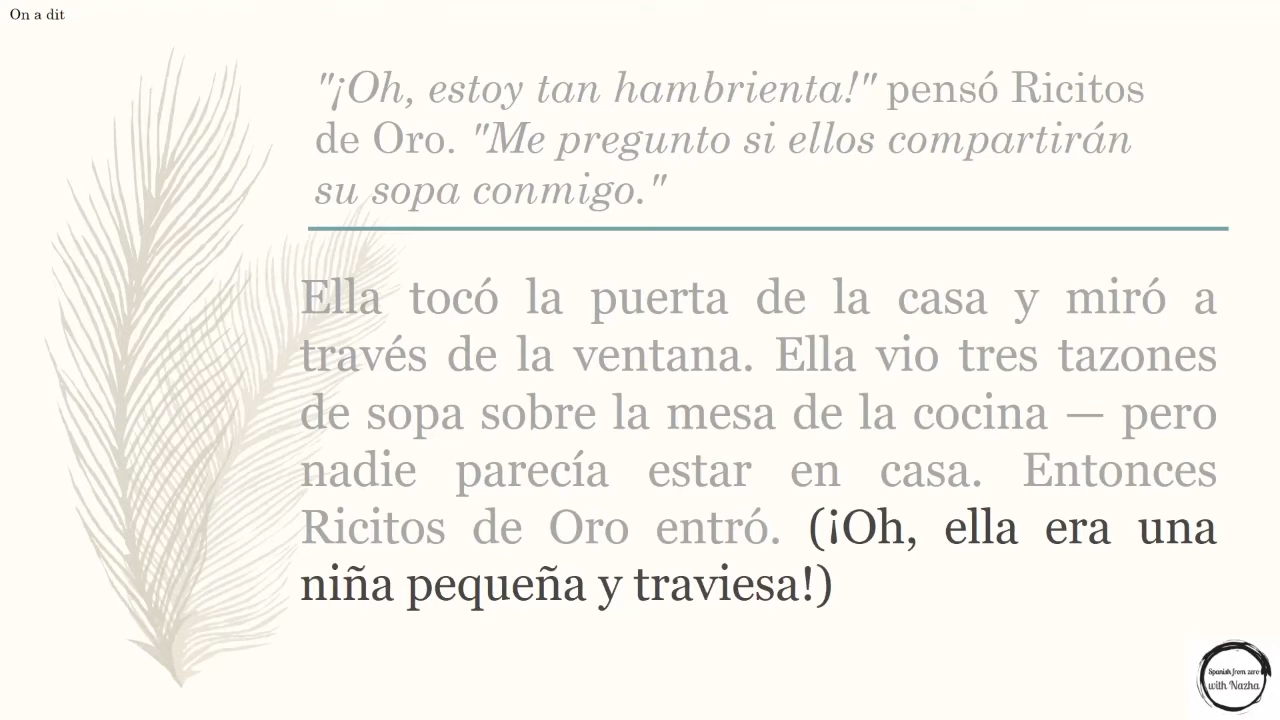 On a dit
"¡Oh, estoy tan hambrienta!" pensó Ricitos
de Oro. "Me pregunto si ellos compartirán
su sopa conmigo."
Ella tocó la puerta de la casa y miró a
través de la ventana. Ella vio tres tazones
de sopa sobre la mesa de la cocina — pero
nadie parecía estar en casa. Entonces
Ricitos de Oro entró. (¡Oh, ella era una
niña pequeña y traviesa!)
Spanish from zero
with Nazha